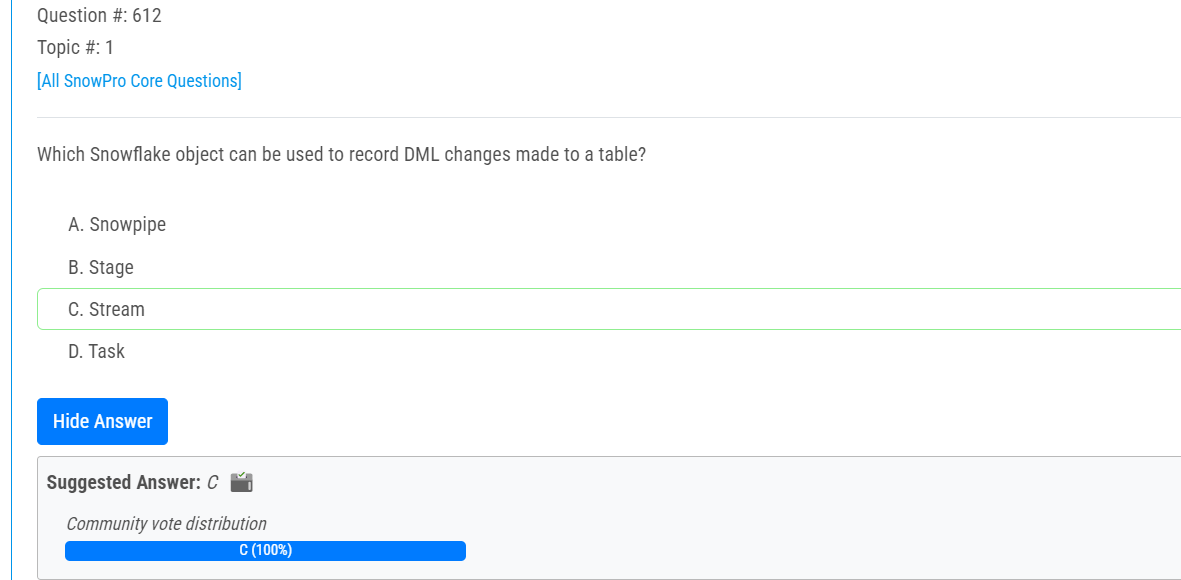 Question #: 612
Topic #: 1
[All SnowPro Core Questions]
Which Snowflake object can be used to record DML changes made to a table?
A. Snowpipe
B. Stage
C. Stream
D. Task
Hide Answer
Suggested Answer: C
Community vote distribution
C (100%)